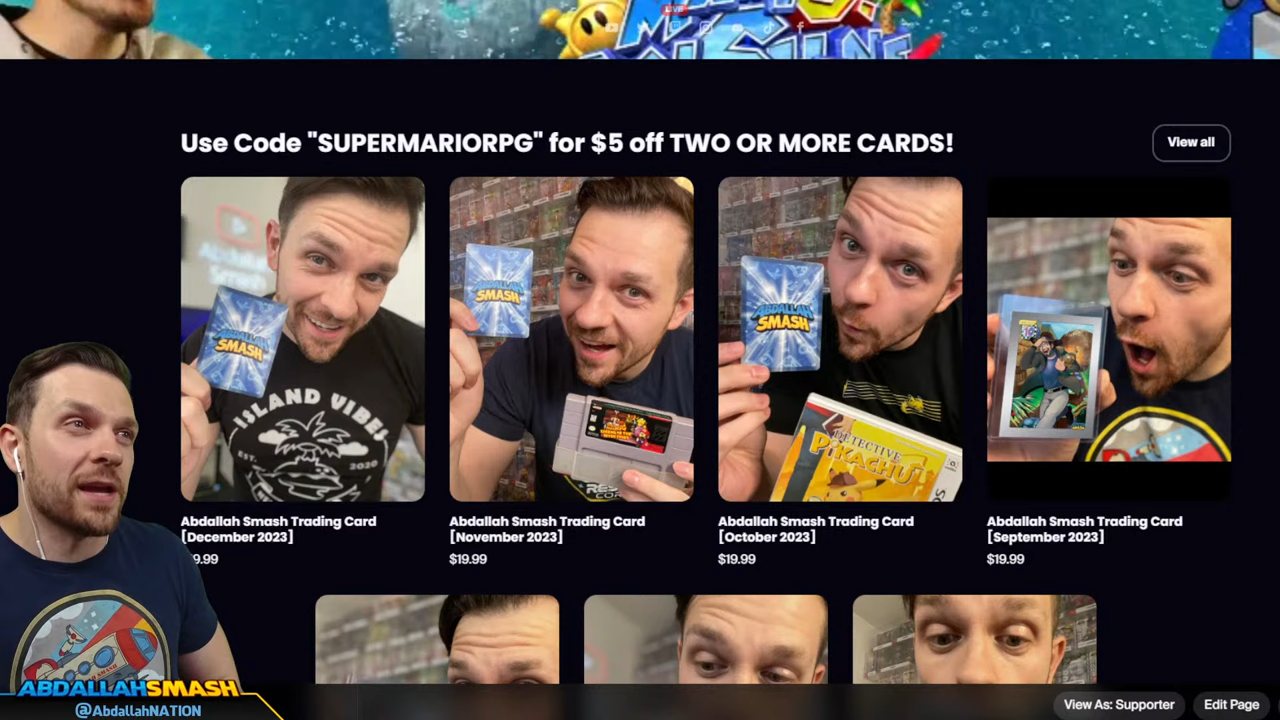 LIVE
Use Code "SUPERMARIORPG" for $5 off TWO OR MORE CARDS!
View all
ABDALLAH
SMASH
ISLAND VIBES
EST. 2020
ABDALLAH
SMASH
ABDALLAH
SMASH
DETECTIVE
PIKACHU
Abdallah Smash Trading Card
[December 2023]
9.99
Abdallah Smash Trading Card
[November 2023]
$19.99
Abdallah Smash Trading Card
[October 2023]
$19.99
Abdallah Smash Trading Card
[September 2023]
$19.99
ABDALLAHSMASH
@AbdallahNATION
View As: Supporter
Edit Page